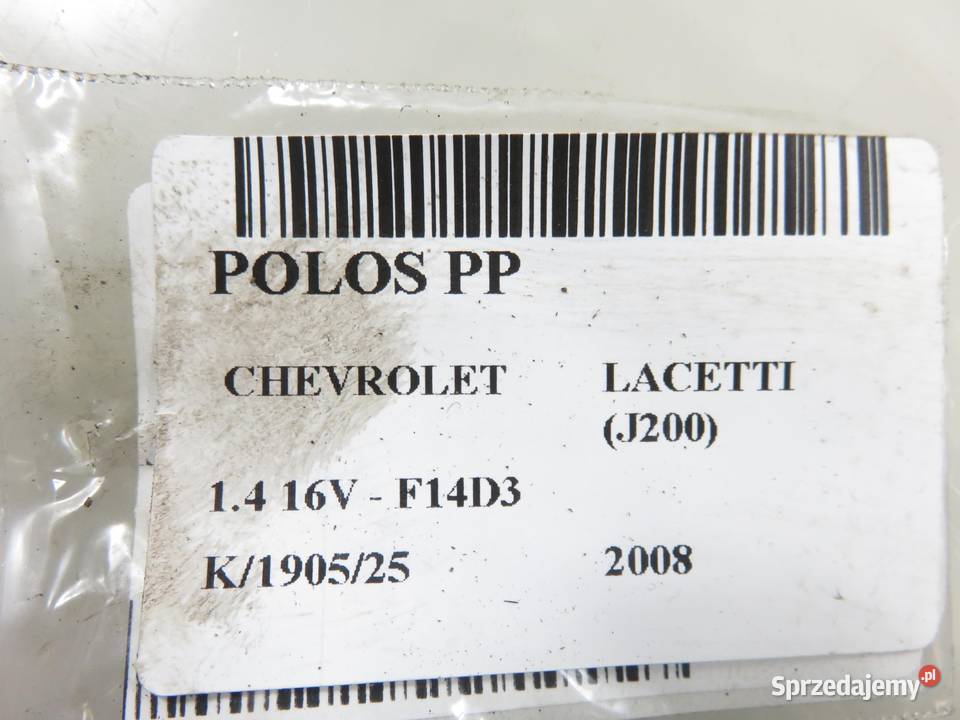 POLOS PP
CHEVROLET LACETTI
(J200)
1.4 16V - F14D3
K/1905/25 2008
Sprzedajemy.pl